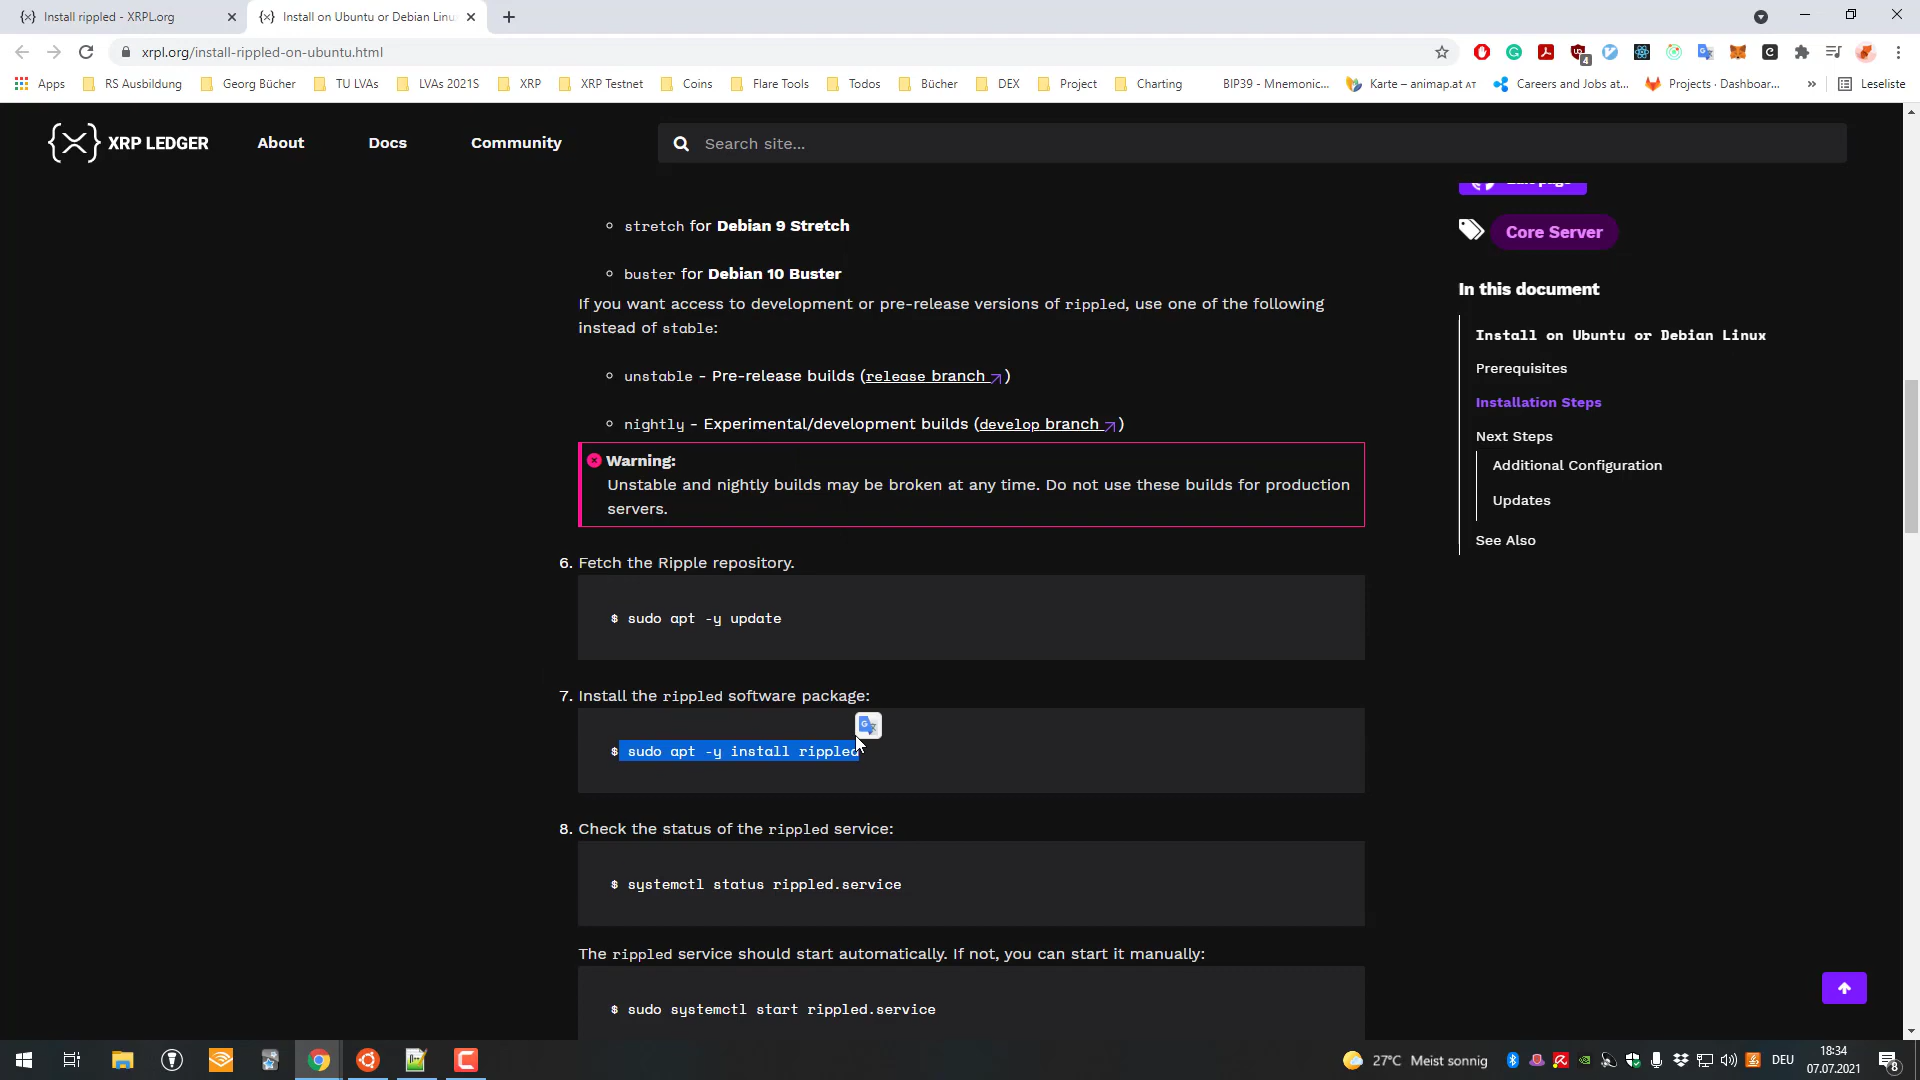 Install rippled - XRPL.org
Install on Ubuntu or Debian Linu
xrpl.org/install-rippled-on-ubuntu.html
4
Apps
RS Ausbildung
Georg Bücher
TU LVAs
LVAs 2021S
XRP
XRP Testnet
Coins
Flare Tools
Todos
Bücher
DEX
Project
Charting
BIP39 - Mnemonic...
Karte – animap.at AT
Careers and Jobs at...
Projects · Dashboar...
»
Leseliste
XRP LEDGER
About
Docs
Community
Search site...
stretch for Debian 9 Stretch
buster for Debian 10 Buster
If you want access to development or pre-release versions of rippled, use one of the following
instead of stable:
unstable - Pre-release builds (release branch )
nightly - Experimental/development builds (develop branch )
Warning:
Unstable and nightly builds may be broken at any time. Do not use these builds for production
servers.
6. Fetch the Ripple repository.
$ sudo apt -y update
7. Install the rippled software package:
$ sudo apt -y install rippled
8. Check the status of the rippled service:
$ systemctl status rippled.service
The rippled service should start automatically. If not, you can start it manually:
$ sudo systemctl start rippled.service
Core Server
In this document
Install on Ubuntu or Debian Linux
Prerequisites
Installation Steps
Next Steps
Additional Configuration
Updates
See Also
27°C Meist sonnig
DEU
18:34
07.07.2021
8